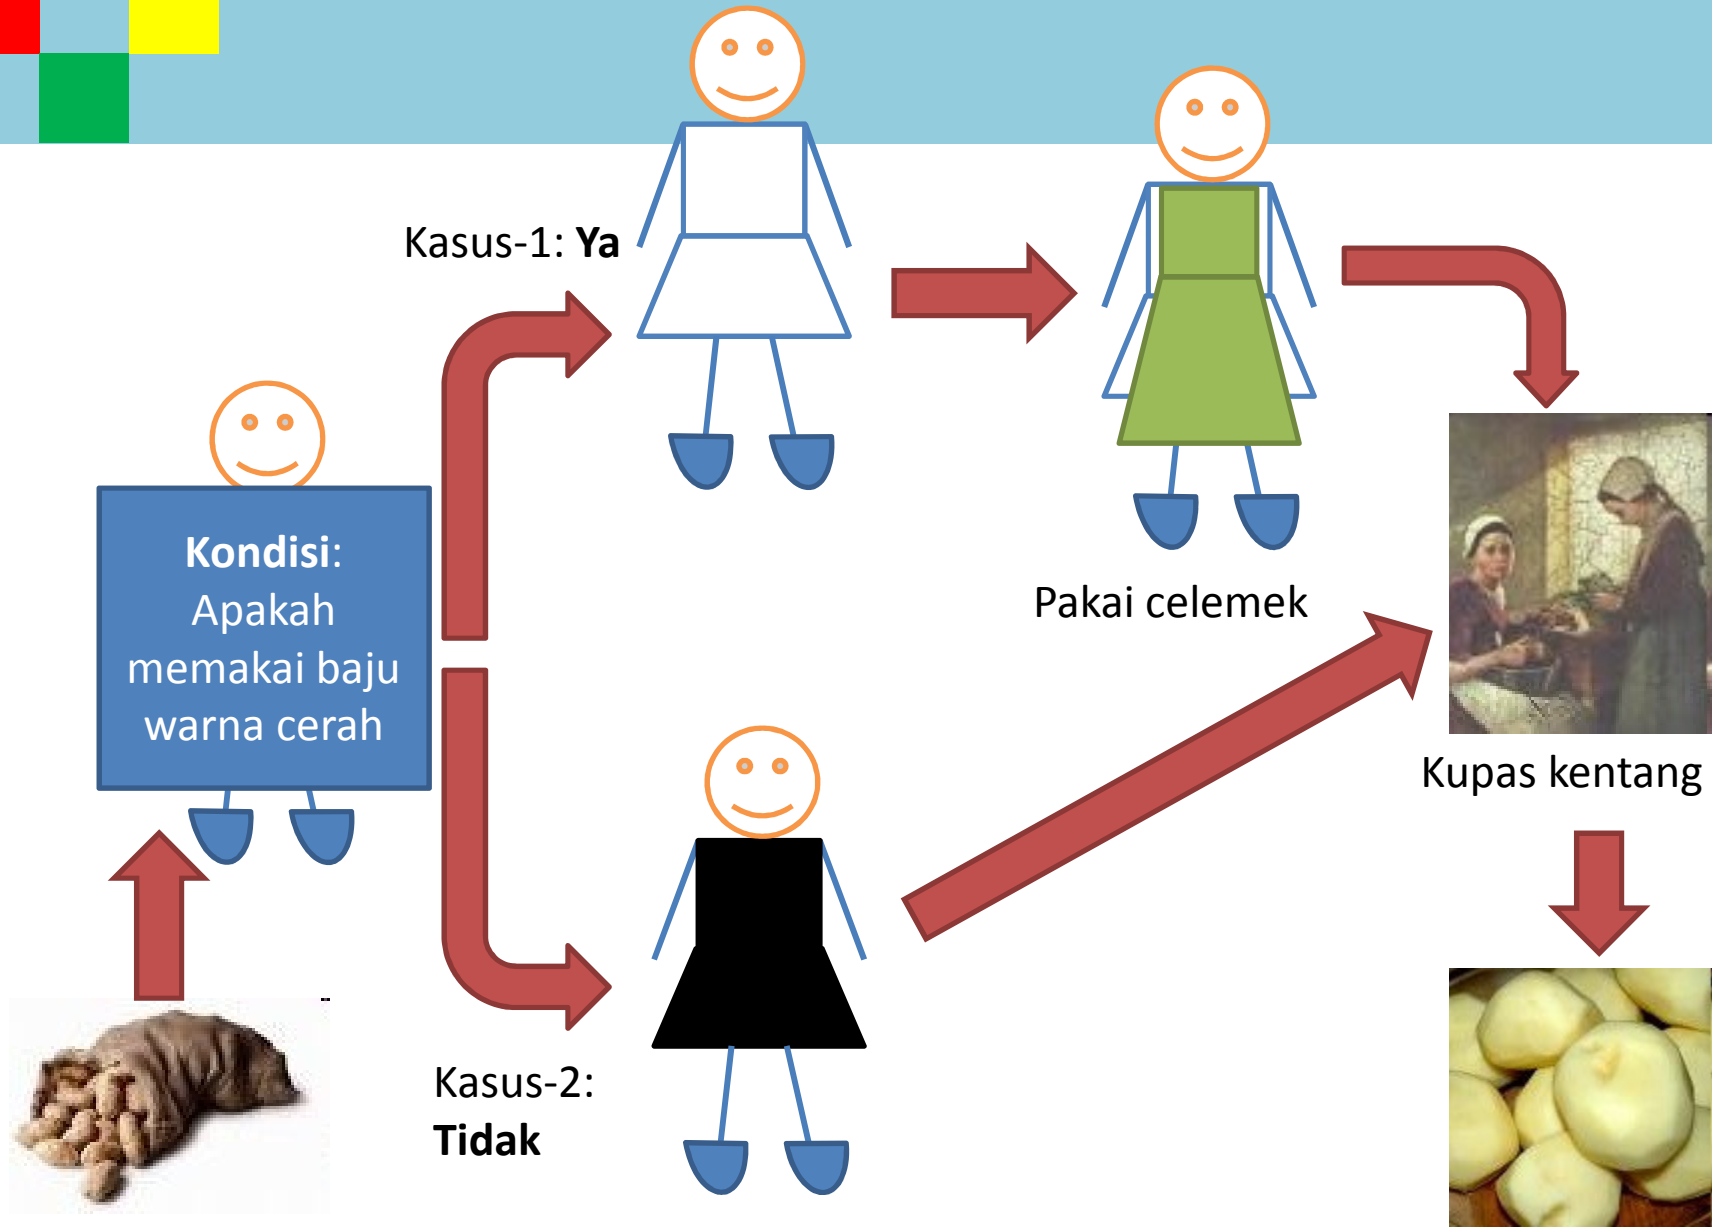 Kasus-1: Ya
Kondisi:
Apakah
memakai baju
warna cerah
Pakai celemek
Kupas kentang
Kasus-2:
Tidak